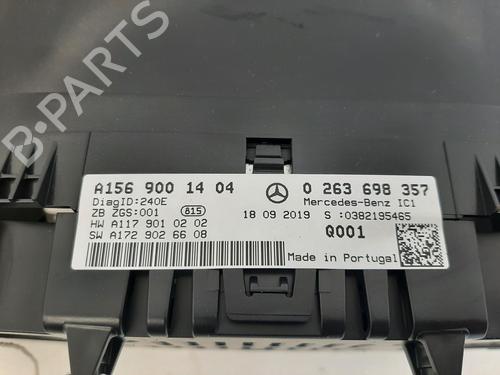 B-PARTS
A156 900 14 04
0 263 698 357
DiagID:240E
Mercedes-Benz IC1
ZB ZGS:001
615
18 09 2019 S :0382195465
HW A117 901 02 02
Q001
SW A172 902 66 08
Made in Portugal